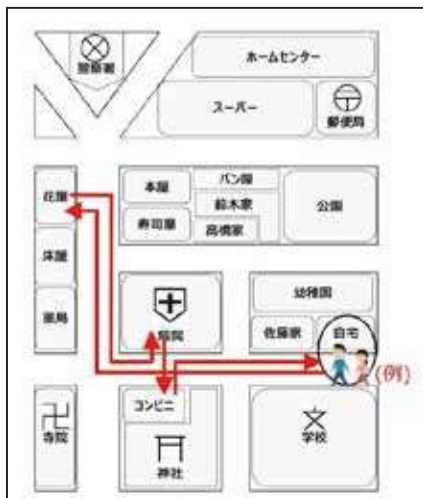 警察署
ホームセンター
スーパー
郵便局
花屋
本屋
パン屋
鈴木家
公園
寿司屋
高橋家
床屋
薬局
病院
幼稚園
佐藤家
自宅
(例)
コンビニ
寺院
神社
文
学校